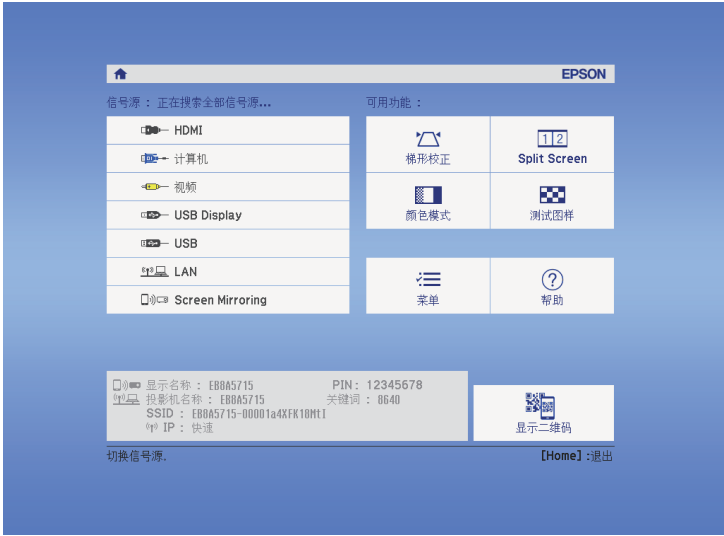 EPSON
信号源 : 正在搜索全部信号源...
可用功能 :
HDMI
计算机
视频
USB Display
USB
LAN
Screen Mirroring
梯形校正
1 2
Split Screen
颜色模式
测试图样
菜单
?
帮助
显示名称 : EB8A5715
PIN : 12345678
投影机名称 : EB8A5715
关键词 : 8640
SSID : EB8A5715-00001a4XFK18MtI
IP : 快速
显示二维码
切换信号源.
[Home] :退出